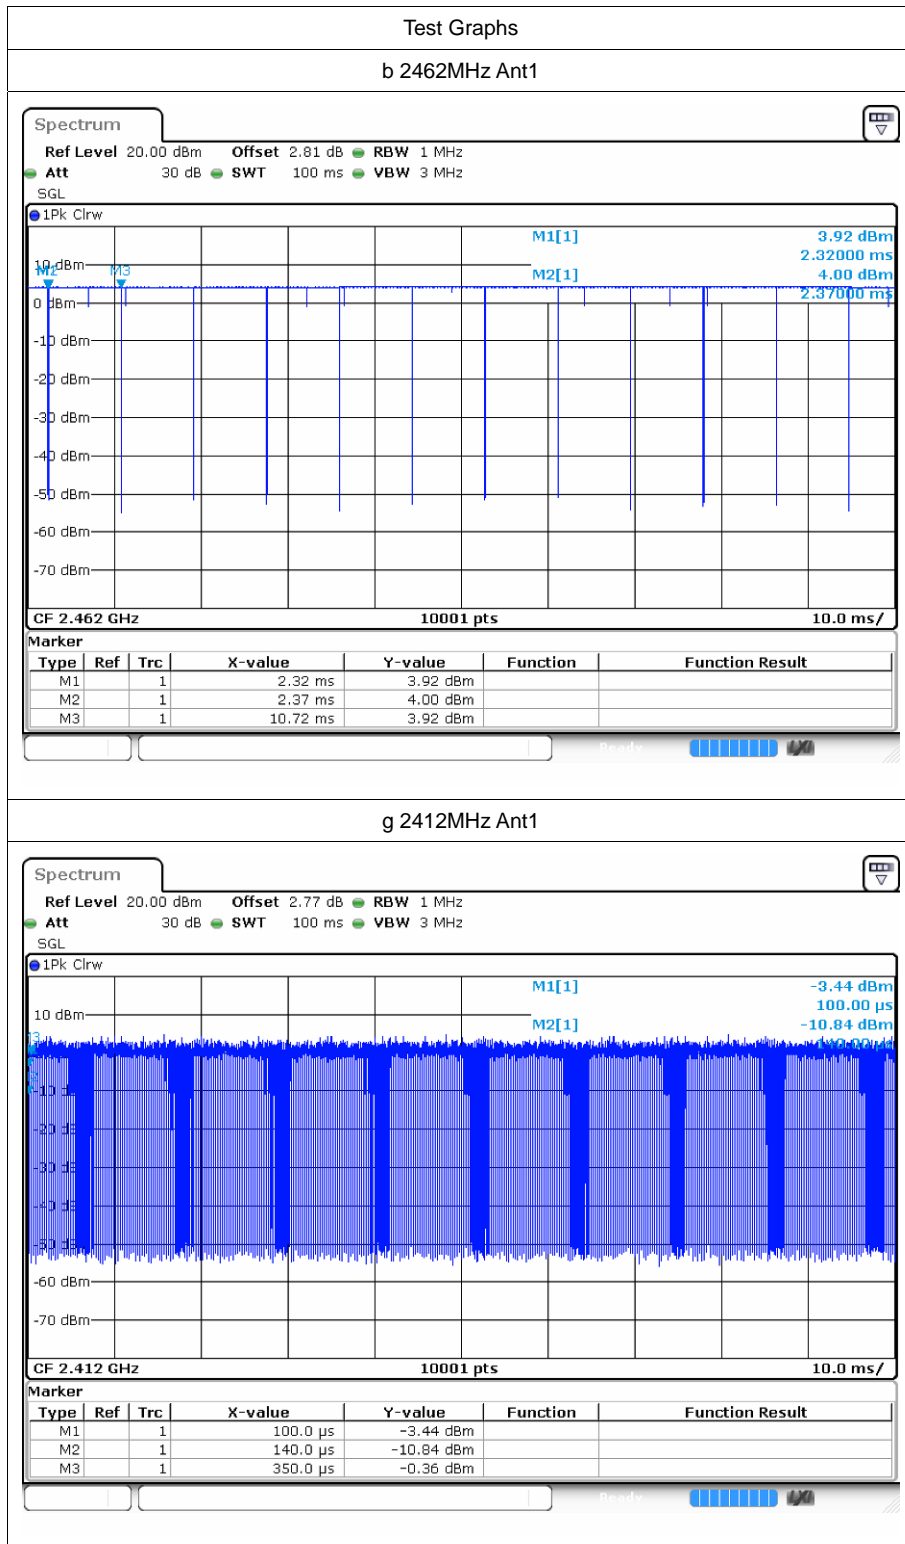 Test Graphs
b 2462MHz Ant1
Spectrum
Ref Level 20.00 dBm Offset 2.81 dB RBW 1 MHz
Att 30 dB SWT 100 ms VBW 3 MHz
SGL
1Pk Clrw
M1[1] 3.92 dBm
2.32000 ms
10 dBm
M2 M3
M2[1] 4.00 dBm
2.37000 ms
0 dBm
-10 dBm
-20 dBm
-30 dBm
-40 dBm
-50 dBm
-60 dBm
-70 dBm
CF 2.462 GHz 10001 pts 10.0 ms/
Marker
Type Ref Trc X-value Y-value Function Function Result
M1 1 2.32 ms 3.92 dBm
M2 1 2.37 ms 4.00 dBm
M3 1 10.72 ms 3.92 dBm
Ready
g 2412MHz Ant1
Spectrum
Ref Level 20.00 dBm Offset 2.77 dB RBW 1 MHz
Att 30 dB SWT 100 ms VBW 3 MHz
SGL
1Pk Clrw
M1[1] -3.44 dBm
100.00 µs
10 dBm
M2[1] -10.84 dBm
-60 dBm
-70 dBm
CF 2.412 GHz 10001 pts 10.0 ms/
Marker
Type Ref Trc X-value Y-value Function Function Result
M1 1 100.0 µs -3.44 dBm
M2 1 140.0 µs -10.84 dBm
M3 1 350.0 µs -0.36 dBm
Ready